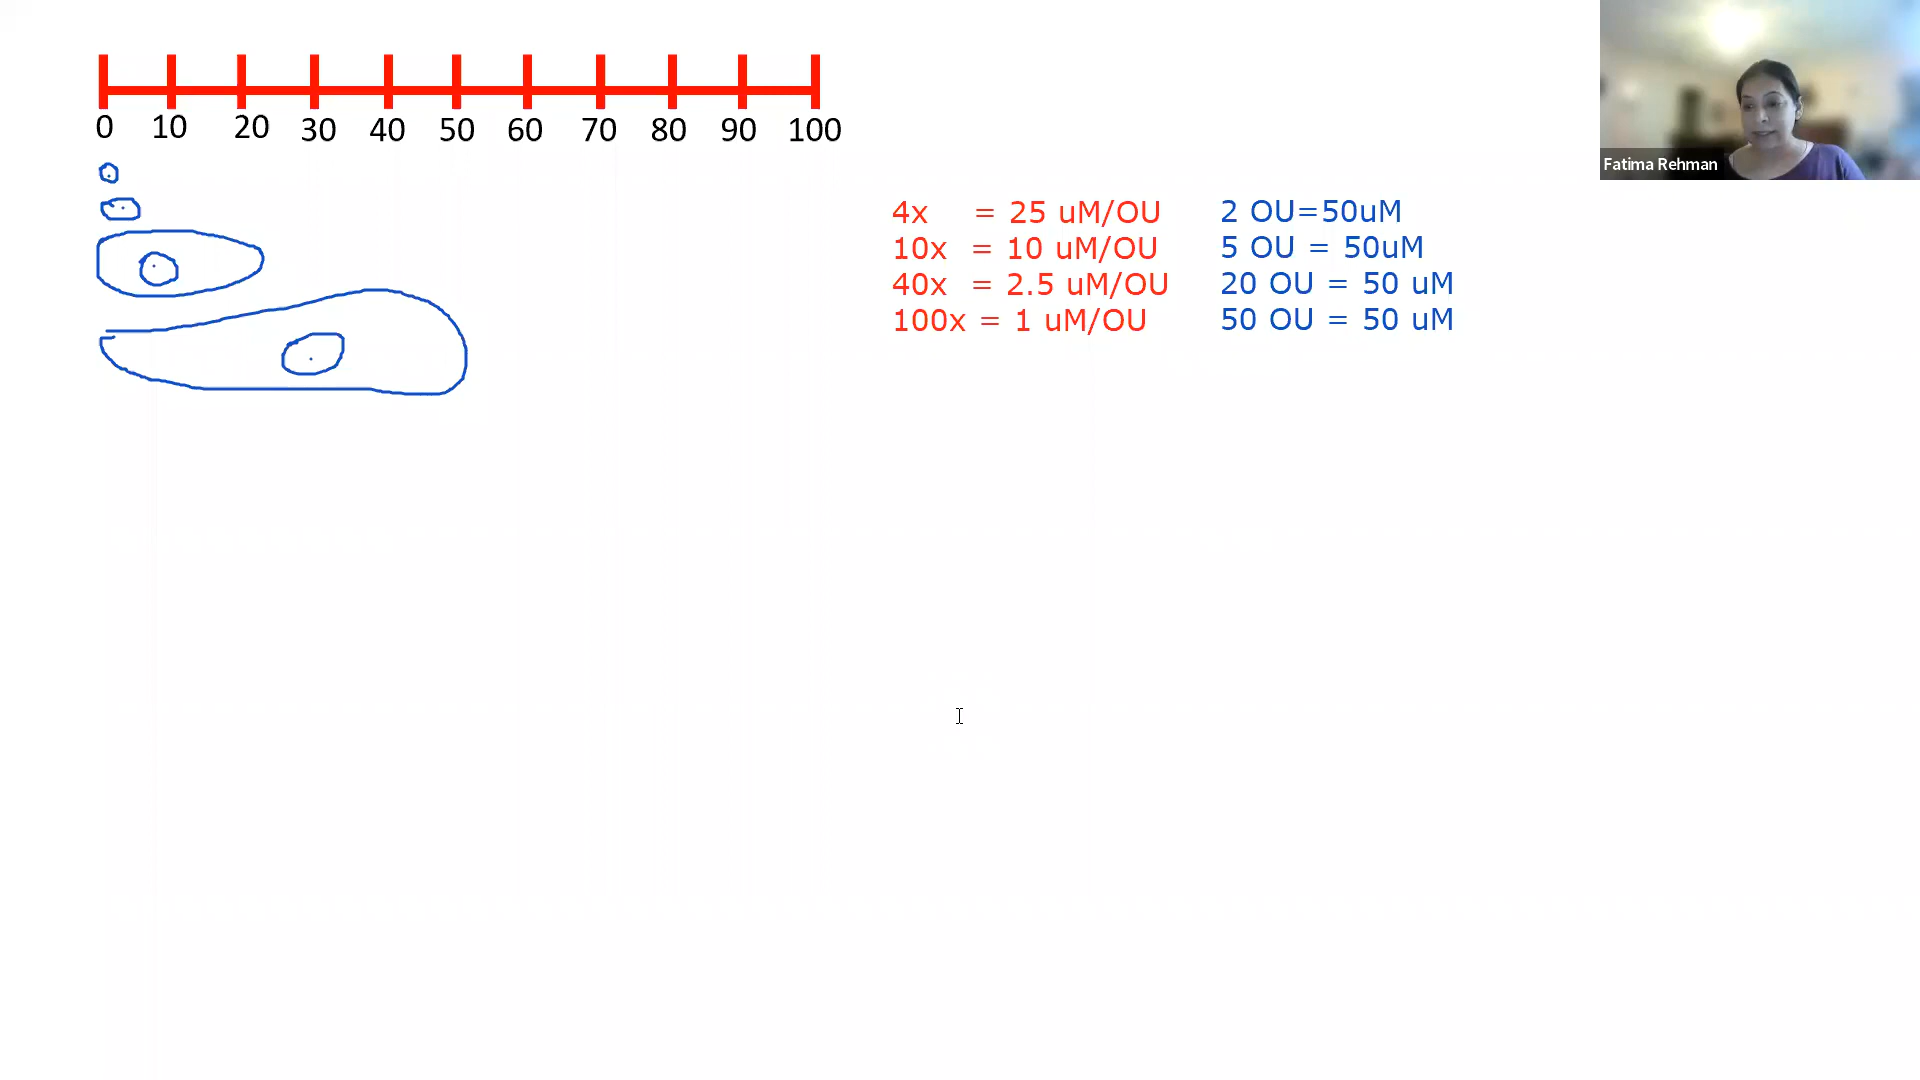 0 10 20 30 40 50 60 70 80 90 100
Fatima Rehman
4x = 25 uM/OU 2 OU=50uM
10x = 10 uM/OU 5 OU = 50uM
40x = 2.5 uM/OU 20 OU = 50 uM
100x = 1 uM/OU 50 OU = 50 uM